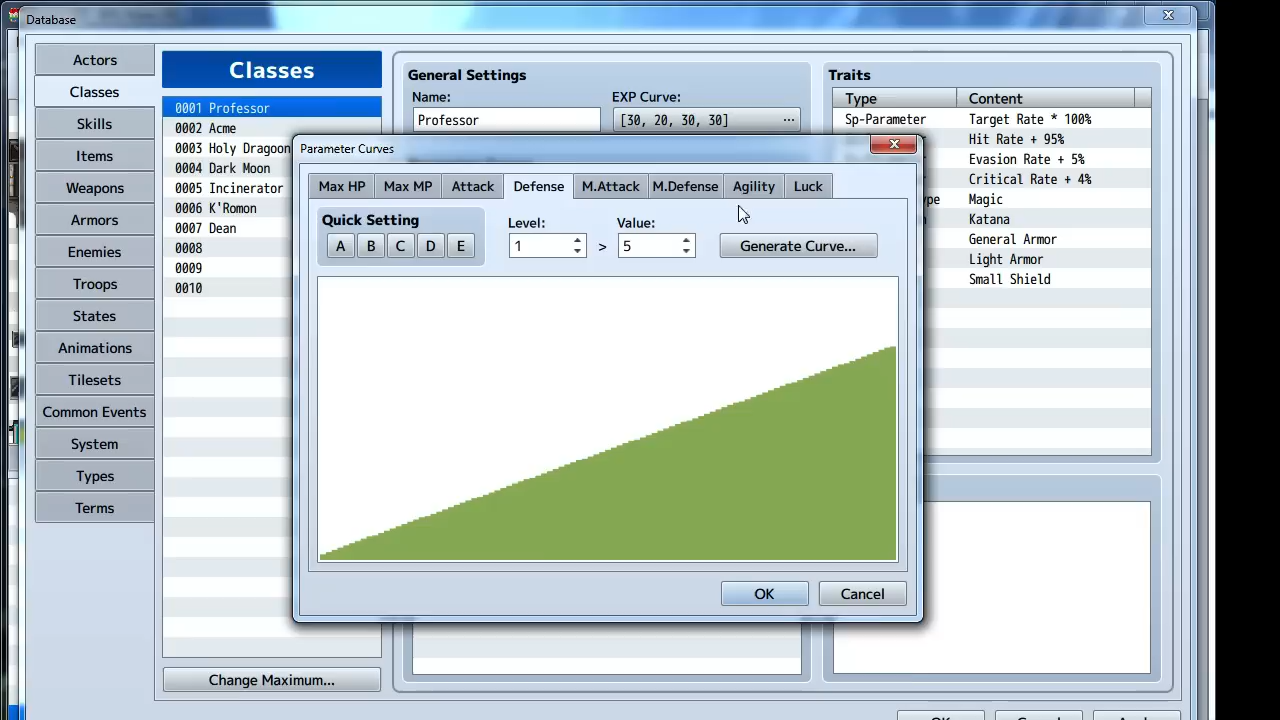 Database
Actors
Classes
Skills
Items
Weapons
Armors
Enemies
Troops
States
Animations
Tilesets
Common Events
System
Types
Terms
Classes
0001 Professor
0002 Acme
0003 Holy Dragoon
0004 Dark Moon
0005 Incinerator
0006 K'Romon
0007 Dean
0008
0009
0010
Change Maximum...
General Settings
Name:
EXP Curve:
Professor
[30, 20, 30, 30] ...
Parameter Curves
Max HP
Max MP
Attack
Defense
M.Attack
M.Defense
Agility
Luck
Quick Setting
A B C D E
Level:
Value:
1 > 5
Generate Curve...
OK
Cancel
Traits
Type Content
Sp-Parameter Target Rate * 100%
Hit Rate + 95%
Evasion Rate + 5%
Critical Rate + 4%
Magic
Katana
General Armor
Light Armor
Small Shield